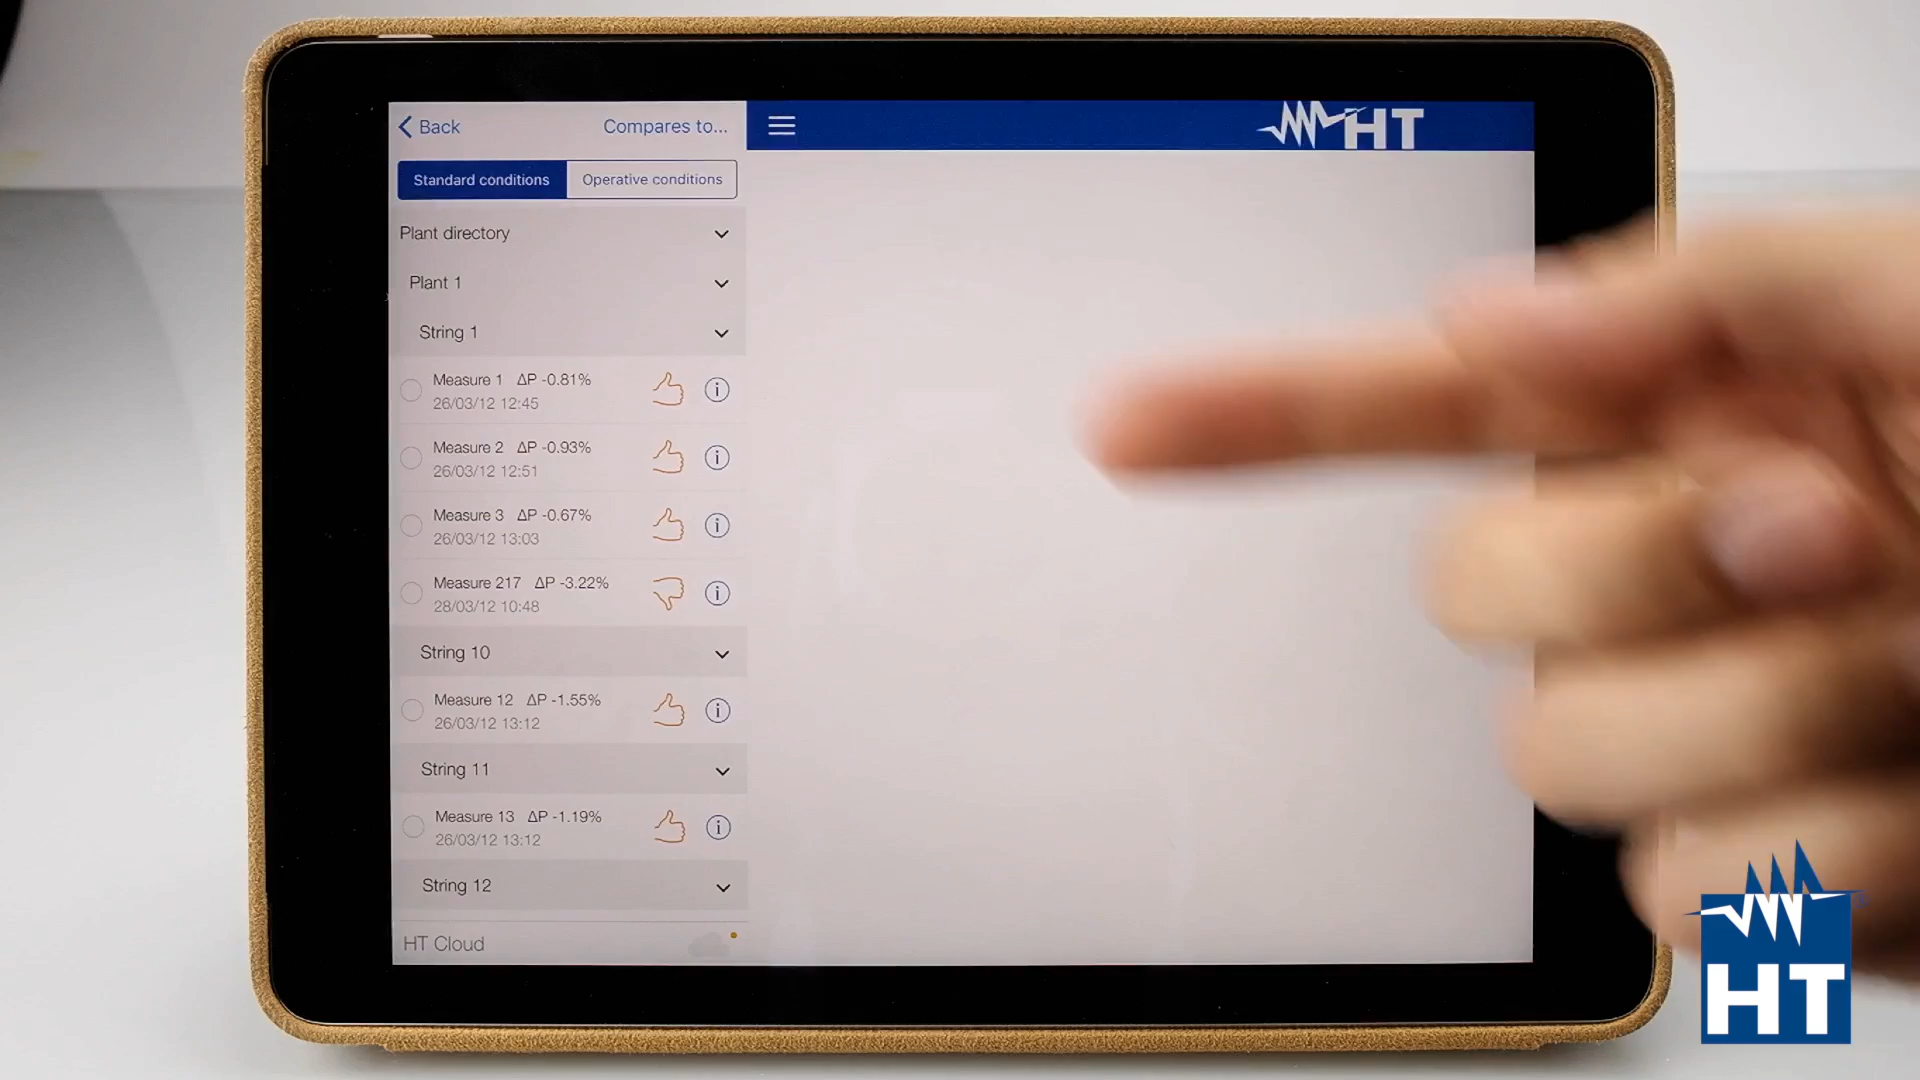 Back
Compares to...
HT
Standard conditions
Operative conditions
Plant directory
Plant 1
String 1
Measure 1 ΔP -0.81%
26/03/12 12:45
Measure 2 ΔP -0.93%
26/03/12 12:51
Measure 3 ΔP -0.67%
26/03/12 13:03
Measure 217 ΔP -3.22%
28/03/12 10:48
String 10
Measure 12 ΔP -1.55%
26/03/12 13:12
String 11
Measure 13 ΔP -1.19%
26/03/12 13:12
String 12
HT Cloud
HT